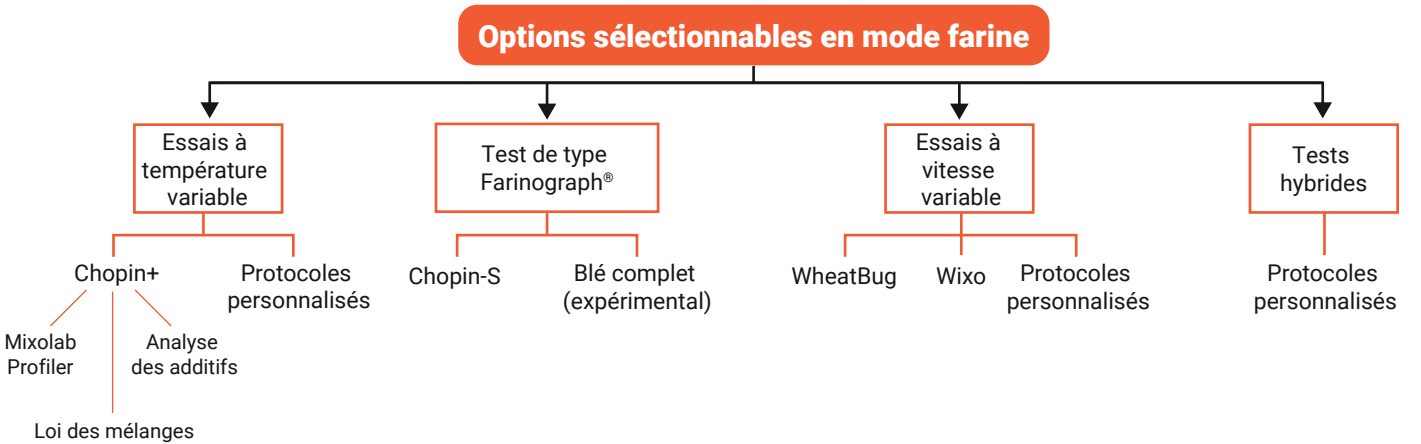 Options sélectionnables en mode farine
Essais à
température
variable
Test de type
Farinograph®
Essais à
vitesse
variable
Tests
hybrides
Chopin+
Protocoles
personnalisés
Chopin-S
Blé complet
(expérimental)
WheatBug
Wixo
Protocoles
personnalisés
Protocoles
personnalisés
Mixolab
Profiler
Analyse
des additifs
Loi des mélanges